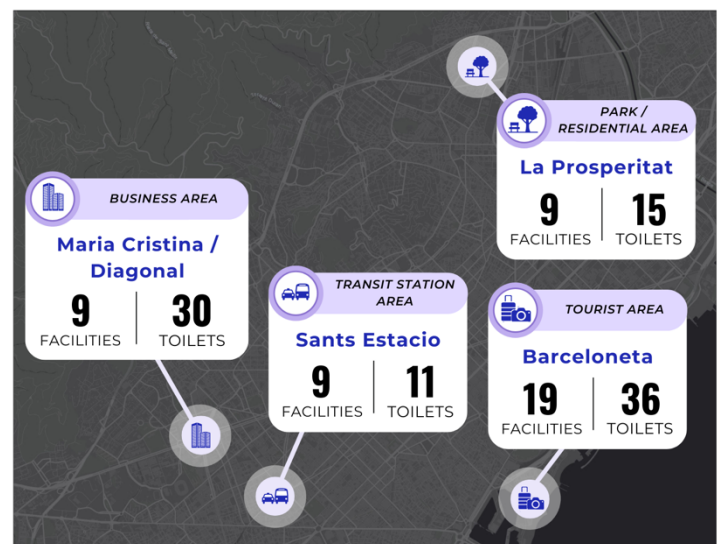 PARK /
RESIDENTIAL AREA
La Prosperitat
9 15
FACILITIES TOILETS
BUSINESS AREA
Maria Cristina /
Diagonal
9 30
FACILITIES TOILETS
TRANSIT STATION
AREA
Sants Estacio
9 11
FACILITIES TOILETS
TOURIST AREA
Barceloneta
19 36
FACILITIES TOILETS